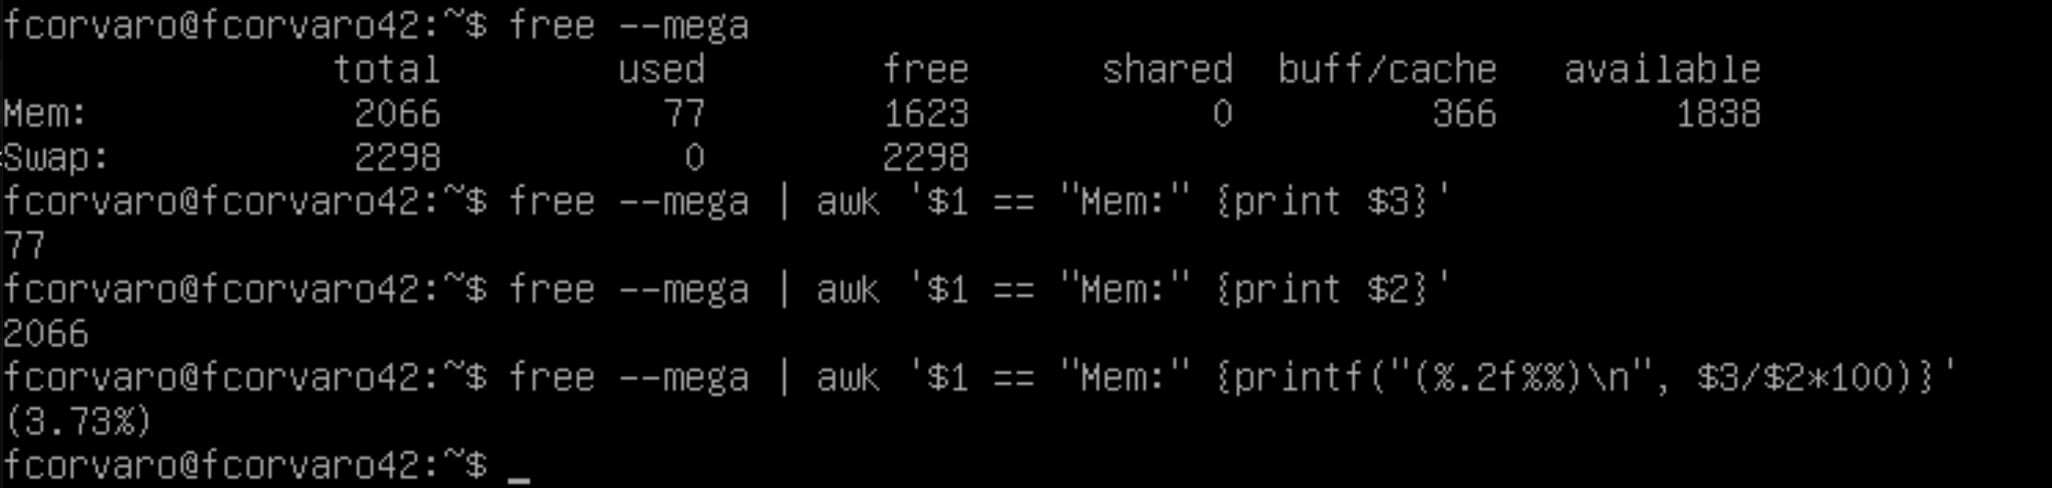 fcorvaro@fcorvaro42:~$ free --mega
               total        used        free      shared  buff/cache   available
Mem:            2066          77        1623           0         366        1838
Swap:           2298           0        2298
fcorvaro@fcorvaro42:~$ free --mega | awk '$1 == "Mem:" {print $3}'
77
fcorvaro@fcorvaro42:~$ free --mega | awk '$1 == "Mem:" {print $2}'
2066
fcorvaro@fcorvaro42:~$ free --mega | awk '$1 == "Mem:" {printf("(%.2f%%)\n", $3/$2*100)}'
(3.73%)
fcorvaro@fcorvaro42:~$ _